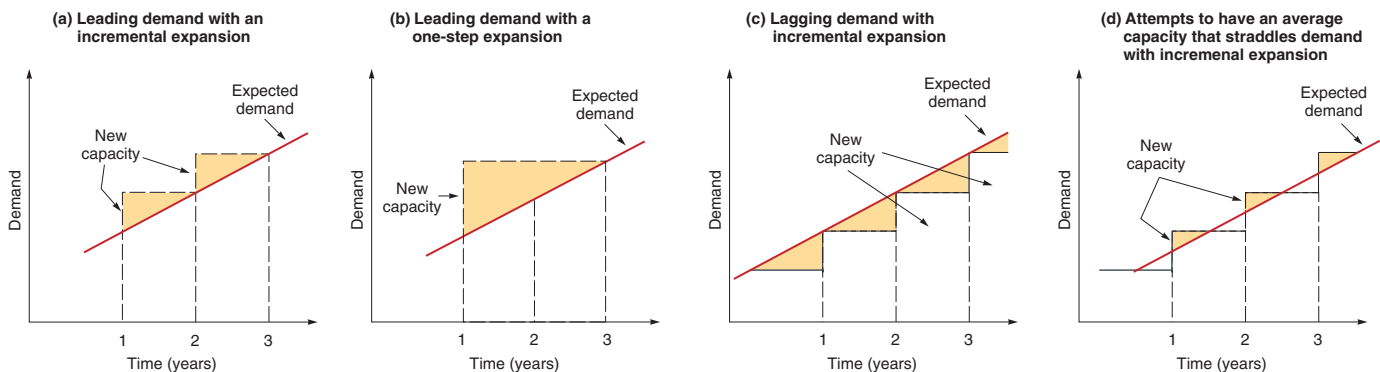 (a) Leading demand with an
incremental expansion
Demand
New
capacity
Expected
demand
1 2 3
Time (years)
(b) Leading demand with a
one-step expansion
Demand
New
capacity
Expected
demand
1 2 3
Time (years)
(c) Lagging demand with
incremental expansion
Demand
Expected
demand
New
capacity
1 2 3
Time (years)
(d) Attempts to have an average
capacity that straddles demand
with incremenal expansion
Demand
Expected
demand
New
capacity
1 2 3
Time (years)